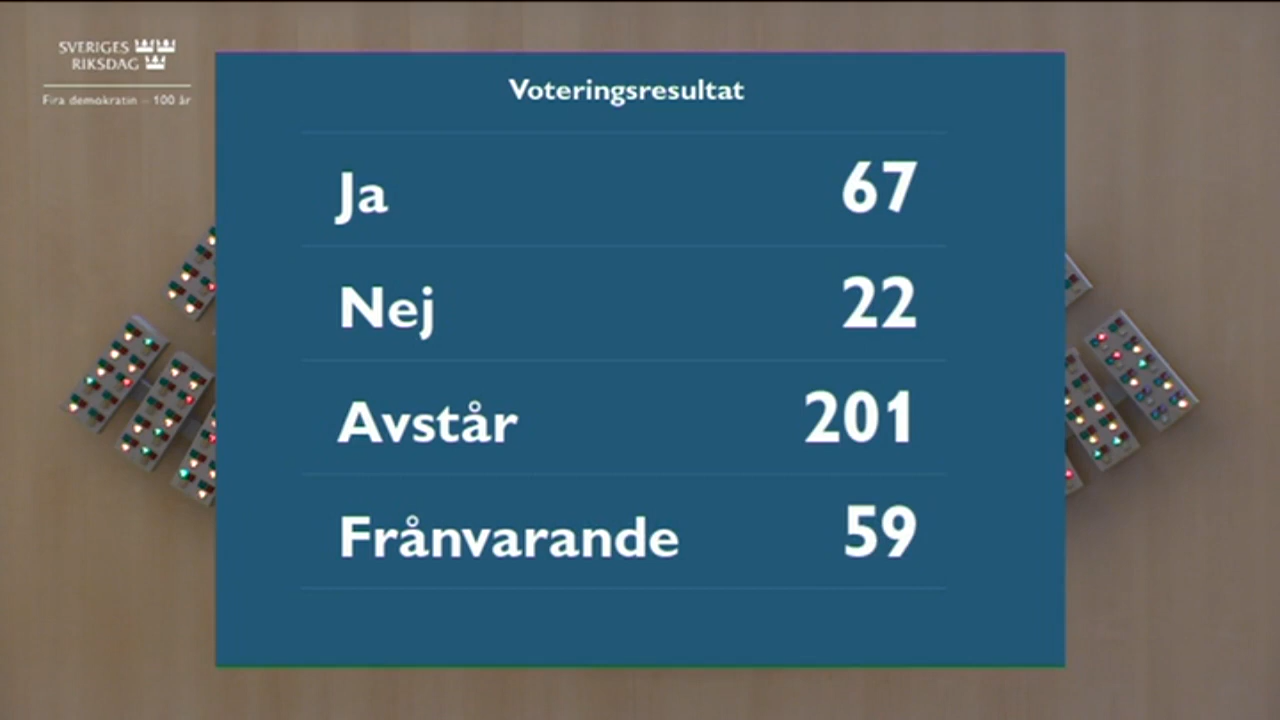 SVERIGES
RIKSDAG
Fira demokratin – 100 år
Voteringsresultat
Ja 67
Nej 22
Avstår 201
Frånvarande 59